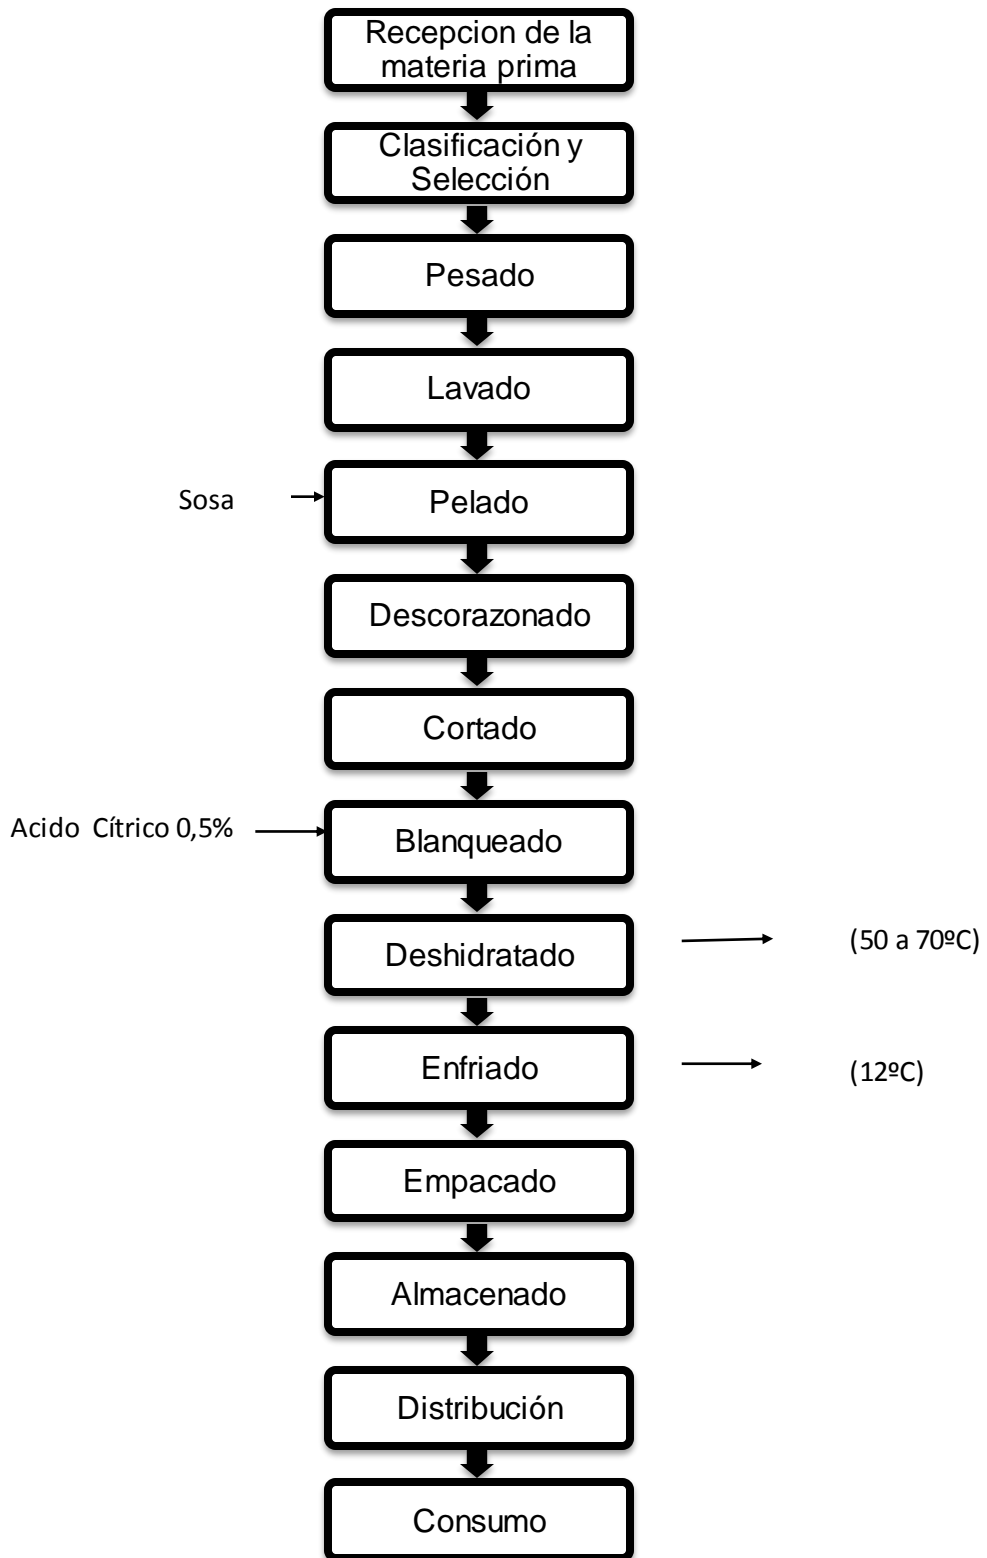 Recepcion de la
materia prima
Clasificación y
Selección
Pesado
Lavado
Sosa
Pelado
Descorazonado
Cortado
Acido Cítrico 0,5%
Blanqueado
Deshidratado
(50 a 70ºC)
Enfriado
(12ºC)
Empacado
Almacenado
Distribución
Consumo